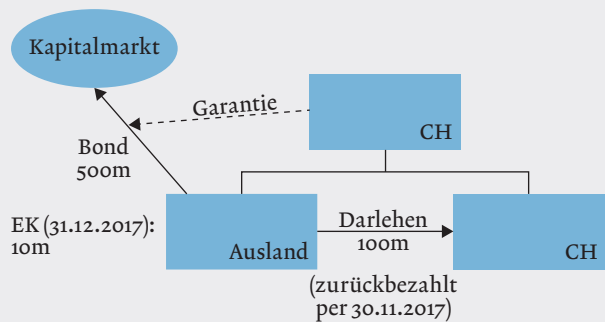 Kapitalmarkt
Garantie
CH
Bond
500m
EK (31.12.2017):
10m
Ausland
Darlehen
100m
CH
(zurückbezahlt
per 30.11.2017)